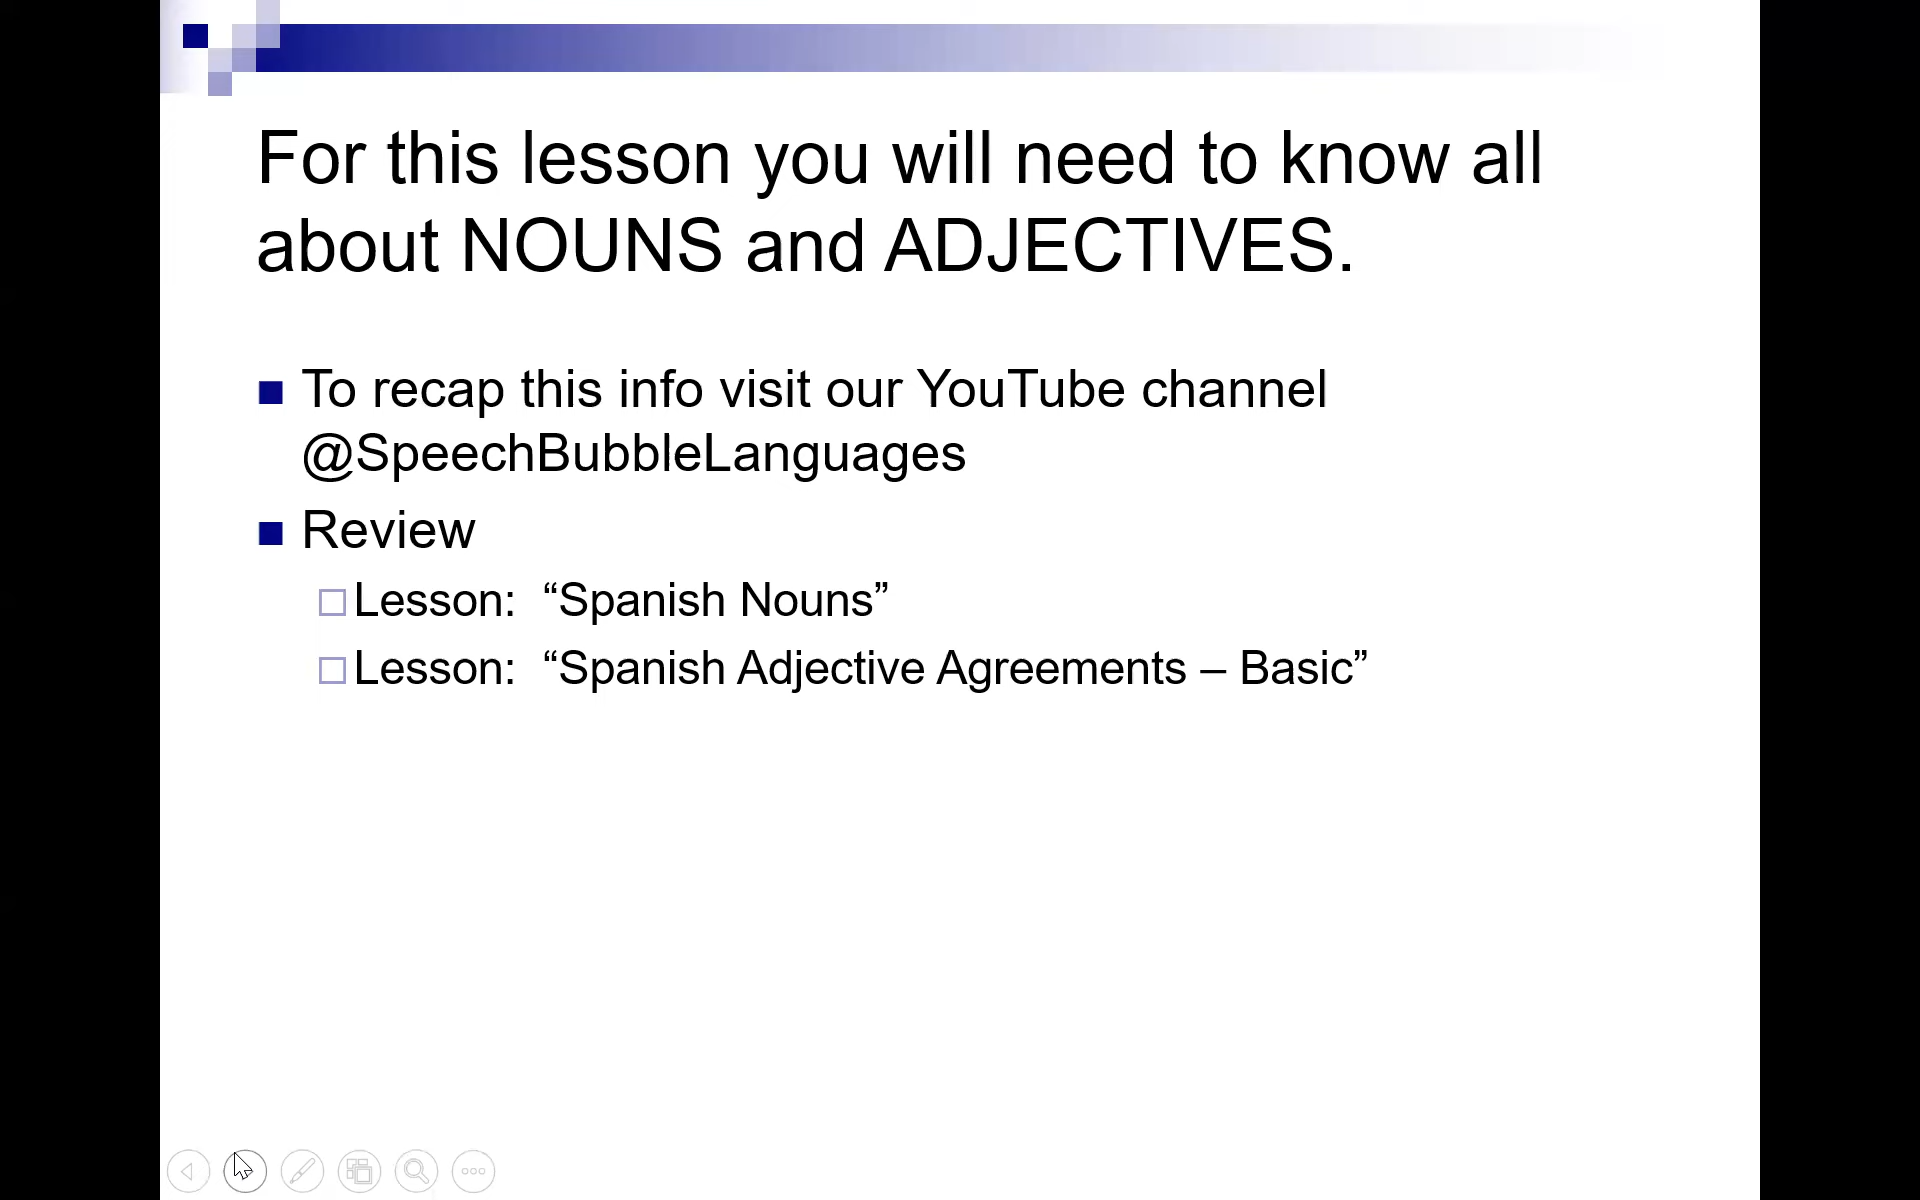 For this lesson you will need to know all
about NOUNS and ADJECTIVES.
To recap this info visit our YouTube channel
@SpeechBubbleLanguages
Review
Lesson:  “Spanish Nouns”
Lesson:  “Spanish Adjective Agreements – Basic”